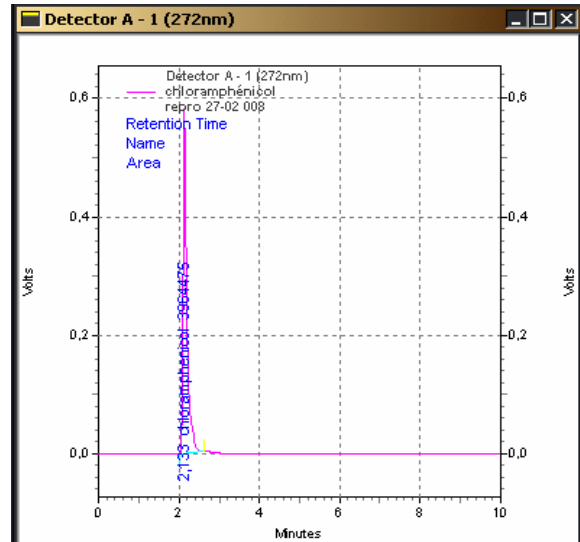 Detector A - 1 (272nm)
Detector A - 1 (272nm)
chloramphénicol
repro 27-02 008
Retention Time
Name
Area
0,6
0,6
0,4
0,4
Volts
Volts
2,133 chloramphénicol 3964475
0,2
0,2
0,0
0,0
0
2
4
6
8
10
Minutes